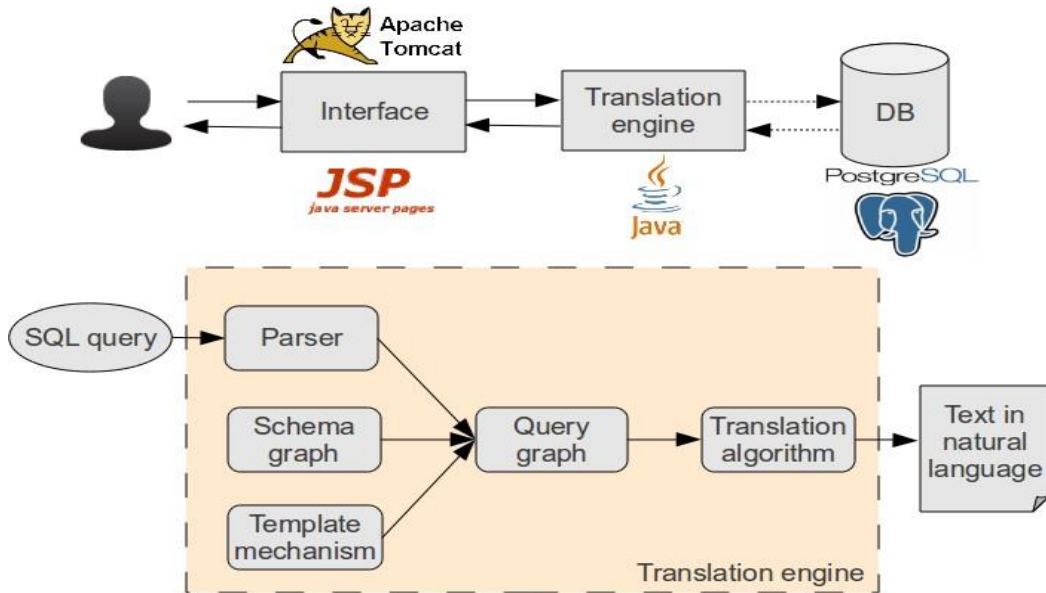 Apache
Tomcat
Interface
Translation
engine
DB
JSP
java server pages
Java
PostgreSQL
SQL query
Parser
Schema
graph
Query
graph
Translation
algorithm
Text in
natural
language
Template
mechanism
Translation engine